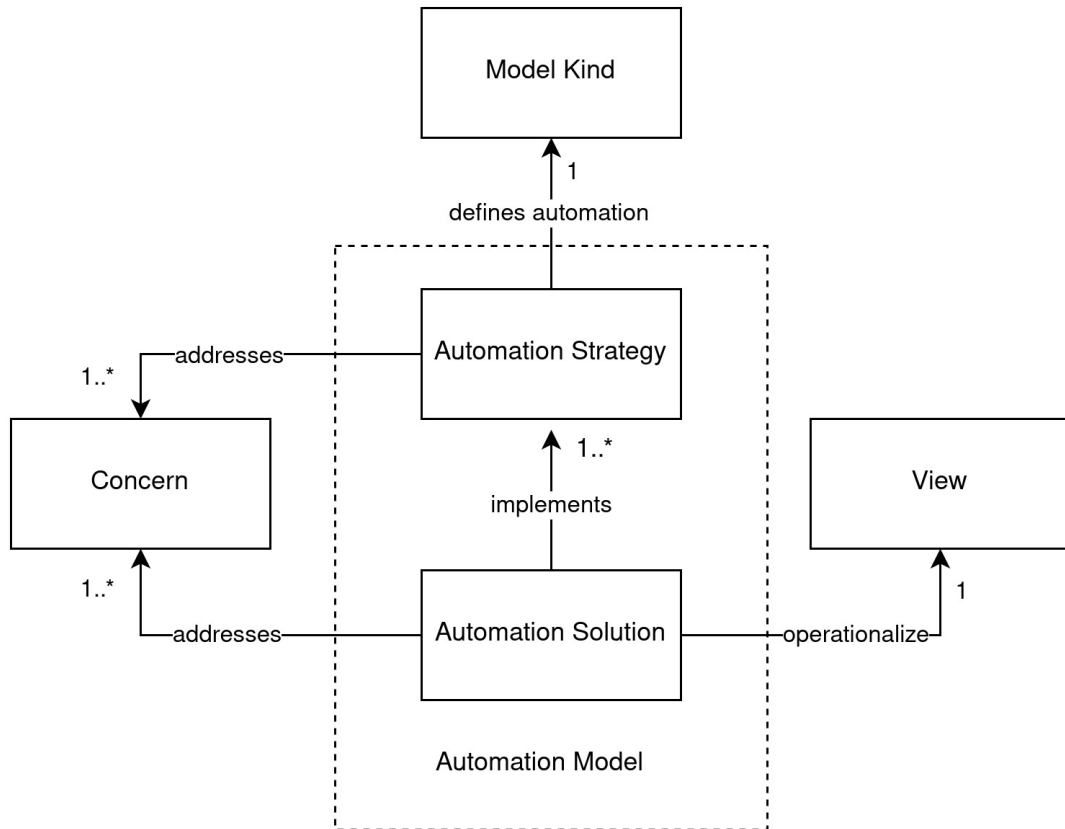 Model Kind
1
defines automation
Automation Strategy
addresses
1..*
1..*
Concern
View
implements
1..*
1
Automation Solution
addresses
operationalize
Automation Model